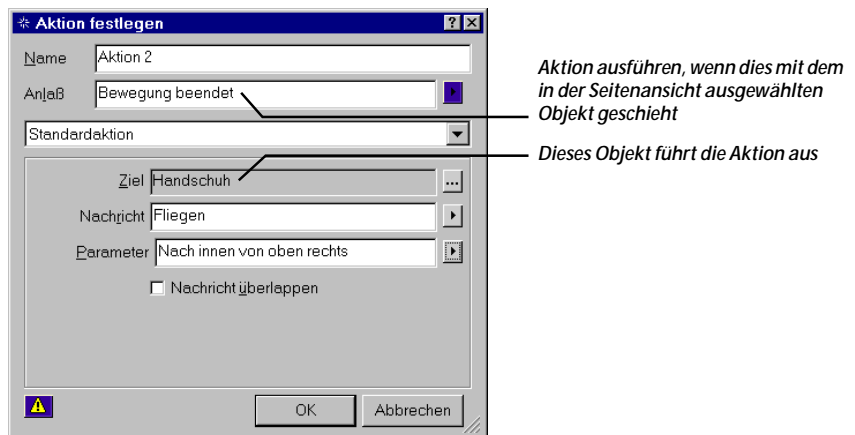 Aktion festlegen
Name Aktion 2
Anlaß Bewegung beendet
Standardaktion
Ziel Handschuh ...
Nachricht Fliegen
Parameter Nach innen von oben rechts
Nachricht überlappen
OK Abbrechen
Aktion ausführen, wenn dies mit dem
in der Seitenansicht ausgewählten
Objekt geschieht
Dieses Objekt führt die Aktion aus